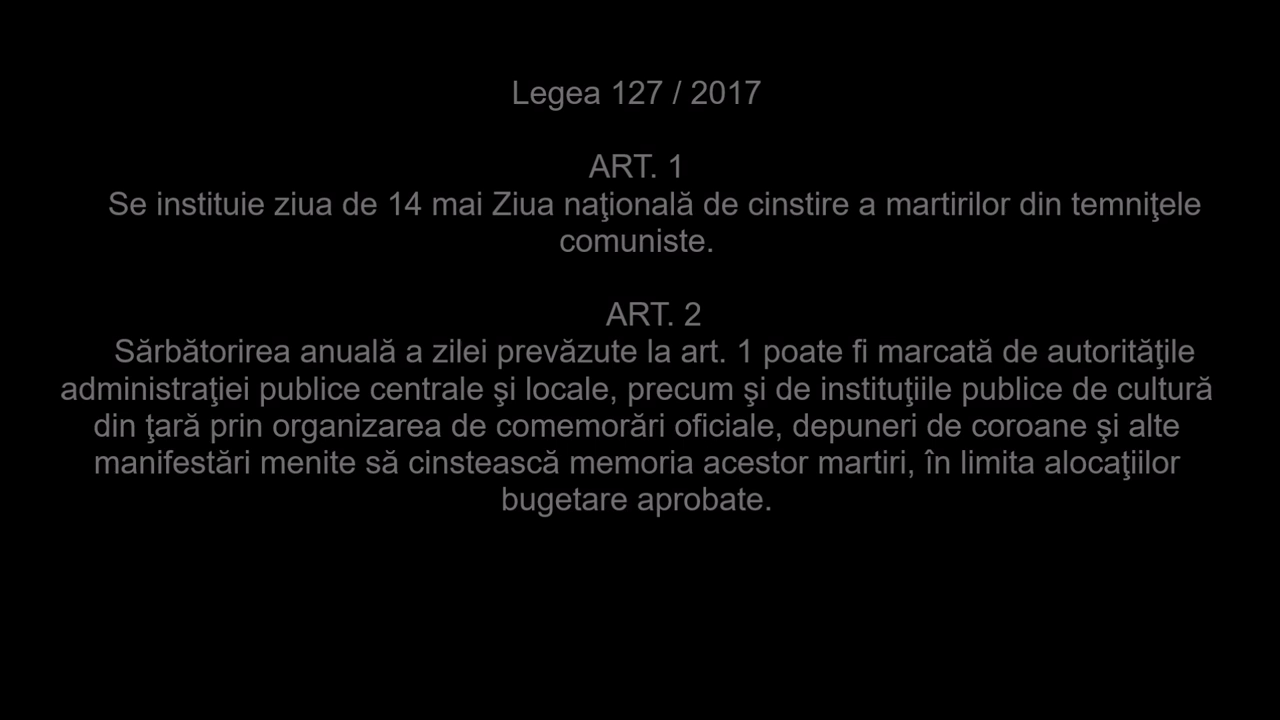 Legea 127 / 2017
ART. 1
Se instituie ziua de 14 mai Ziua naţională de cinstire a martirilor din temniţele
comuniste.
ART. 2
Sărbătorirea anuală a zilei prevăzute la art. 1 poate fi marcată de autorităţile
administraţiei publice centrale şi locale, precum şi de instituţiile publice de cultură
din ţară prin organizarea de comemorări oficiale, depuneri de coroane şi alte
manifestări menite să cinstească memoria acestor martiri, în limita alocaţiilor
bugetare aprobate.